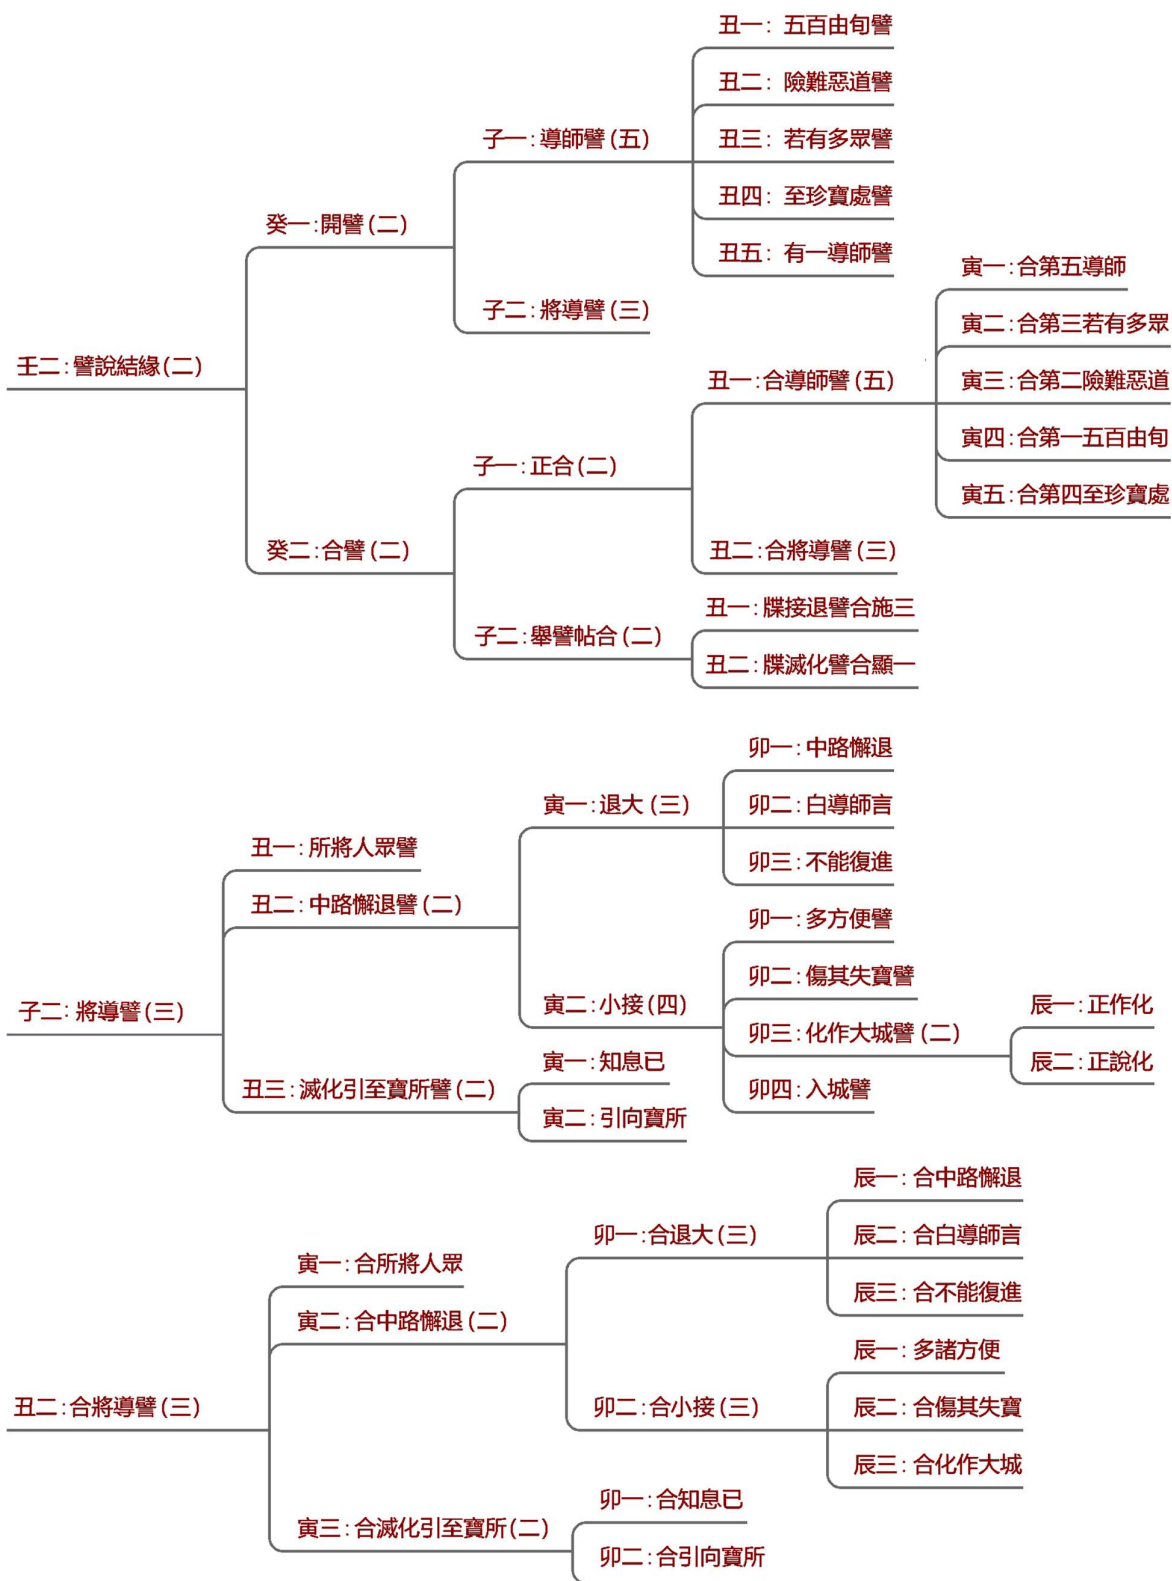 壬二：譬說結緣(二)
癸一：開譬(二)
子一：導師譬(五)
丑一：五百由旬譬
丑二：險難惡道譬
丑三：若有多眾譬
丑四：至珍寶處譬
丑五：有一導師譬
子二：將導譬(三)
癸二：合譬(二)
子一：正合(二)
丑一：合導師譬(五)
寅一：合第五導師
寅二：合第三若有多眾
寅三：合第二險難惡道
寅四：合第一五百由旬
寅五：合第四至珍寶處
丑二：合將導譬(三)
子二：舉譬帖合(二)
丑一：牒接退譬合施三
丑二：牒滅化譬合顯一
子二：將導譬(三)
丑一：所將人眾譬
丑二：中路懈退譬(二)
寅一：退大(三)
卯一：中路懈退
卯二：白導師言
卯三：不能復進
寅二：小接(四)
卯一：多方便譬
卯二：傷其失寶譬
卯三：化作大城譬(二)
辰一：正作化
辰二：正說化
卯四：入城譬
丑三：滅化引至寶所譬(二)
寅一：知息已
寅二：引向寶所
丑二：合將導譬(三)
寅一：合所將人眾
寅二：合中路懈退(二)
卯一：合退大(三)
辰一：合中路懈退
辰二：合白導師言
辰三：合不能復進
卯二：合小接(三)
辰一：多諸方便
辰二：合傷其失寶
辰三：合化作大城
寅三：合滅化引至寶所(二)
卯一：合知息已
卯二：合引向寶所